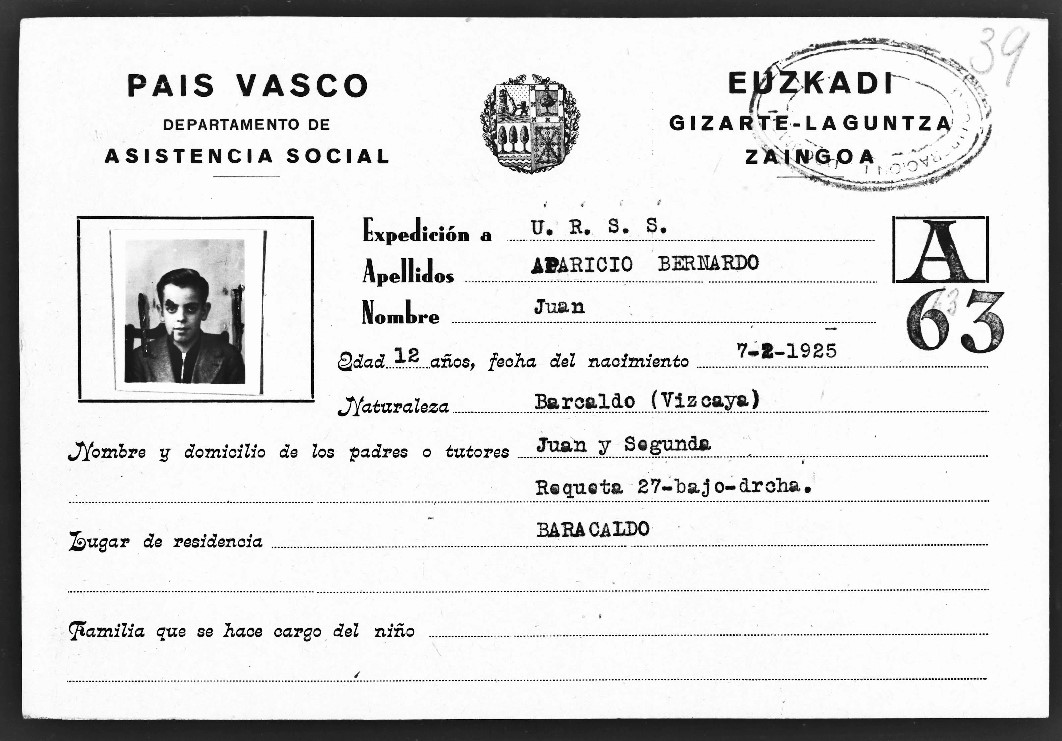 39
PAIS VASCO
DEPARTAMENTO DE
ASISTENCIA SOCIAL
EUZKADI
GIZARTE-LAGUNTZA
ZAINGOA
Expedición a U. R. S. S.
Apellidos APARICIO BERNARDO
Nombre Juan
A
63
Edad 12 años, fecha del nacimiento 7-2-1925
Naturaleza Barcaldo (Vizcaya)
Nombre y domicilio de los padres o tutores Juan y Segunda
Requeta 27-bajo-drcha.
Lugar de residencia BARACALDO
Familia que se hace cargo del niño